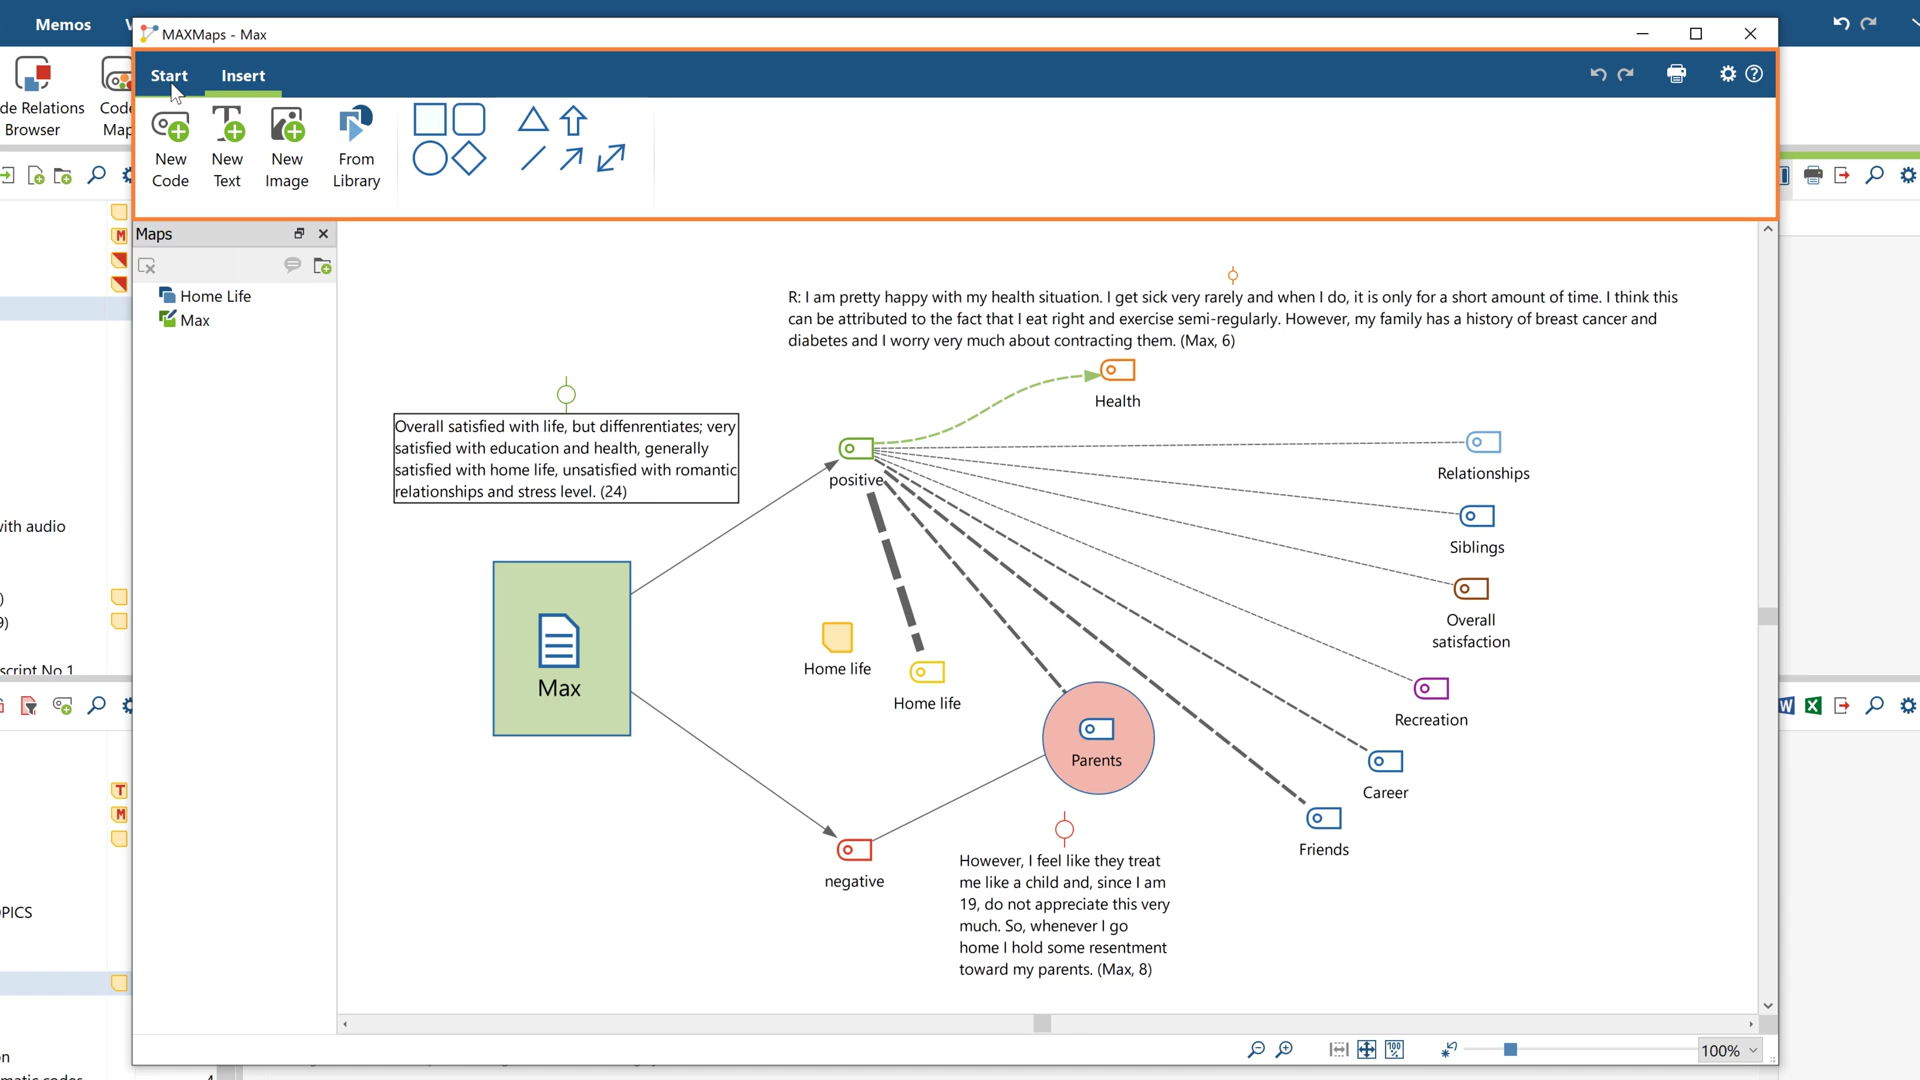 Memos
MAXMaps - Max
Start
Insert
de Relations
Browser
Code
Map
New
Code
New
Text
New
Image
From
Library
Maps
Home Life
Max
R: I am pretty happy with my health situation. I get sick very rarely and when I do, it is only for a short amount of time. I think this
can be attributed to the fact that I eat right and exercise semi-regularly. However, my family has a history of breast cancer and
diabetes and I worry very much about contracting them. (Max, 6)
Health
Overall satisfied with life, but diffenrentiates; very
satisfied with education and health, generally
satisfied with home life, unsatisfied with romantic
relationships and stress level. (24)
positive
Relationships
Siblings
Overall
satisfaction
Max
Home life
Home life
Recreation
Parents
Career
Friends
negative
However, I feel like they treat
me like a child and, since I am
19, do not appreciate this very
much. So, whenever I go
home I hold some resentment
toward my parents. (Max, 8)
with audio
9)
script No 1
M
T
M
W
X
OPICS
on
100%